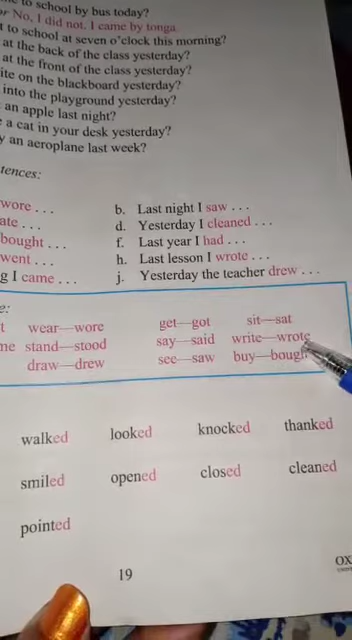 to school by bus today?
No, I did not. I came by tonga.
to school at seven o'clock this morning?
at the back of the class yesterday?
at the front of the class yesterday?
on the blackboard yesterday?
into the playground yesterday?
an apple last night?
a cat in your desk yesterday?
an aeroplane last week?
wore . . . b. Last night I saw . . .
ate . . . d. Yesterday I cleaned . . .
bought . . . f. Last year I had . . .
went . . . h. Last lesson I wrote . . .
I came . . . j. Yesterday the teacher drew . . .
wear—wore get—got sit—sat
stand—stood say—said write—wrote
draw—drew see—saw buy—bough
walked looked knocked thanked
smiled opened closed cleaned
pointed
19
OX